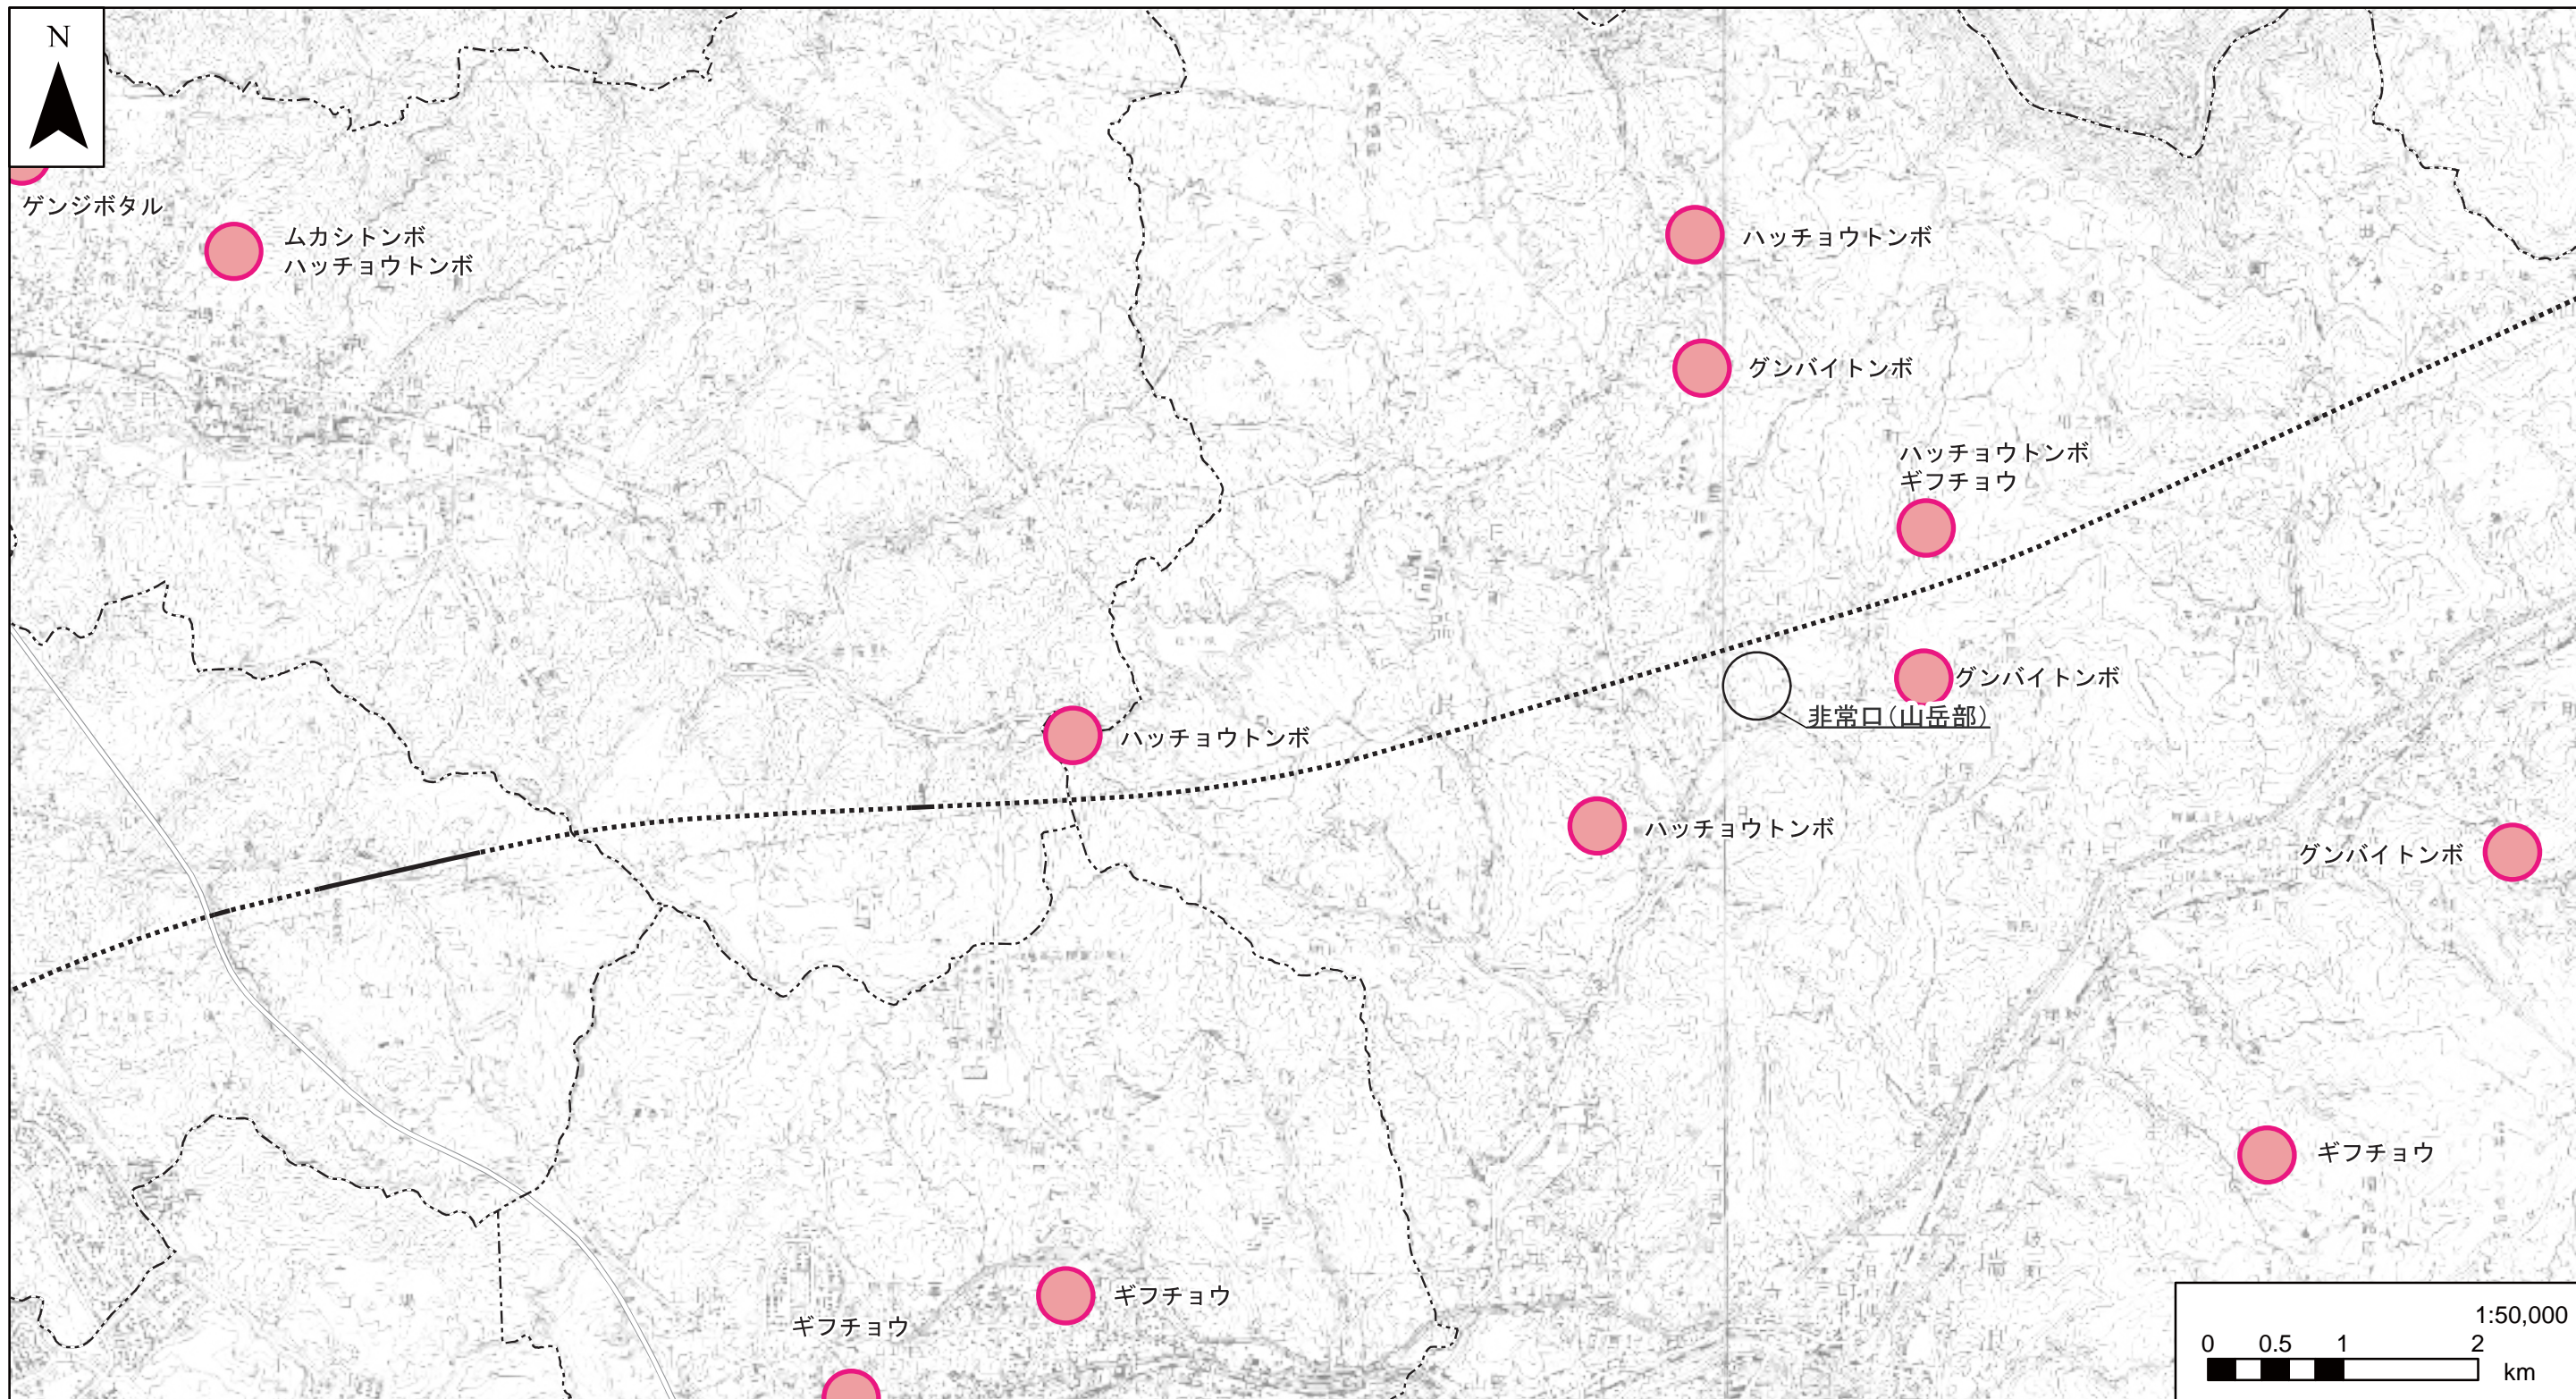 N
ゲンジボタル
ムカシトンボ
ハッチョウトンボ
ハッチョウトンボ
グンバイトンボ
ハッチョウトンボ
ギフチョウ
グンバイトンボ
非常口(山岳部)
ハッチョウトンボ
ハッチョウトンボ
グンバイトンボ
ギフチョウ
ギフチョウ
ギフチョウ
1:50,000
0 0.5 1 2
km